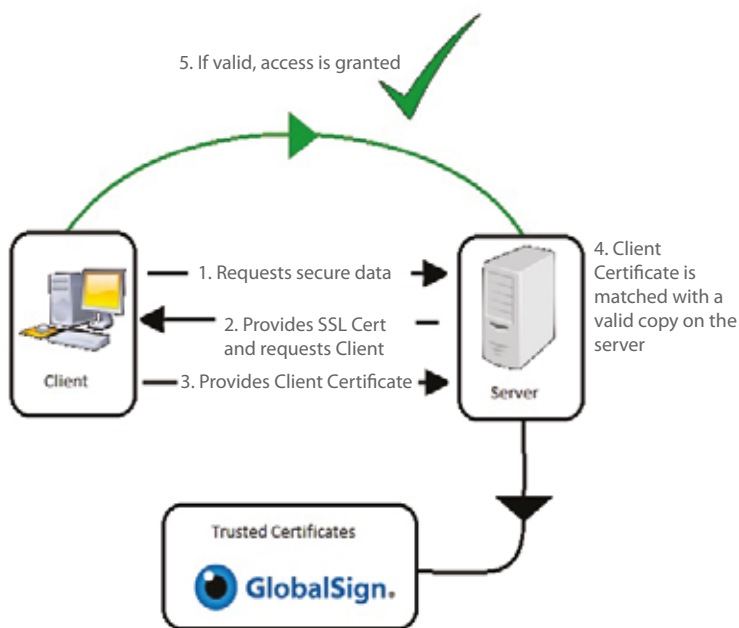 5. If valid, access is granted
1. Requests secure data
2. Provides SSL Cert
and requests Client
3. Provides Client Certificate
Client
Server
4. Client
Certificate is
matched with a
valid copy on the
server
Trusted Certificates
GlobalSign.